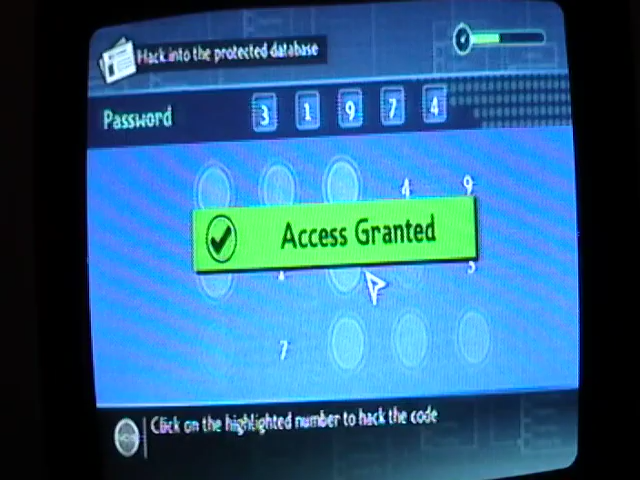 Hack into the protected database
Password 3 1 9 7 4
4 9
Access Granted
7
Click on the highlighted number to hack the code